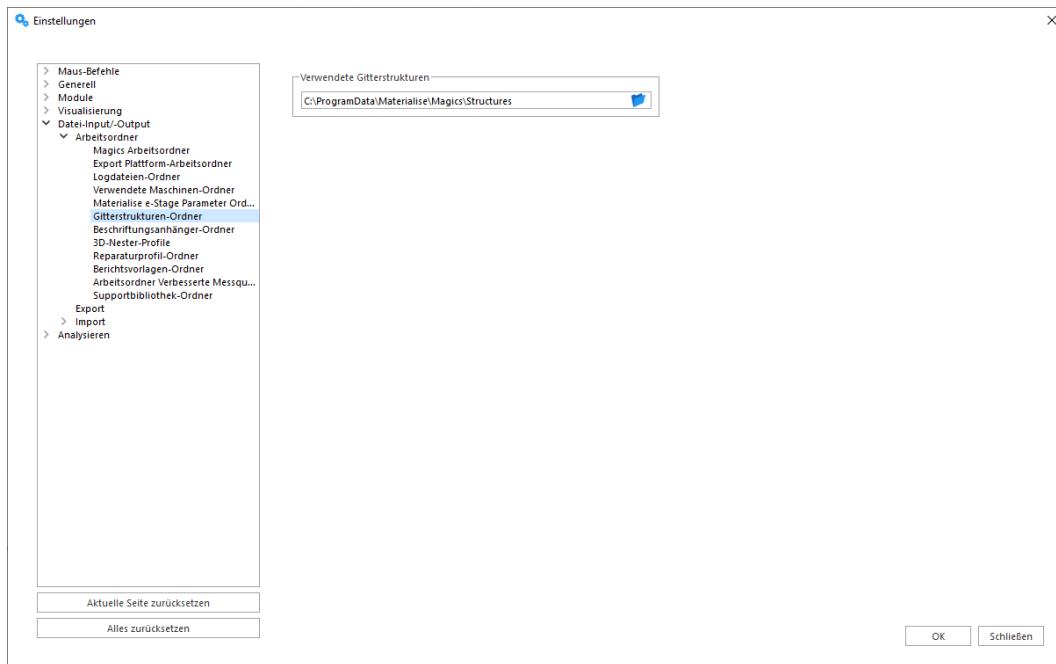 Einstellungen
Maus-Befehle
Generell
Module
Visualisierung
Datei-Input/-Output
Arbeitsordner
Magics Arbeitsordner
Export Plattform-Arbeitsordner
Logdateien-Ordner
Verwendete Maschinen-Ordner
Materialise e-Stage Parameter Ord...
Gitterstrukturen-Ordner
Beschriftungsanhänger-Ordner
3D-Nester-Profile
Reparaturprofil-Ordner
Berichtsvorlagen-Ordner
Arbeitsordner Verbesserte Messqu...
Supportbibliothek-Ordner
Export
Import
Analysieren
Aktuelle Seite zurücksetzen
Alles zurücksetzen
Verwendete Gitterstrukturen
C:\ProgramData\Materialise\Magics\Structures
OK
Schließen